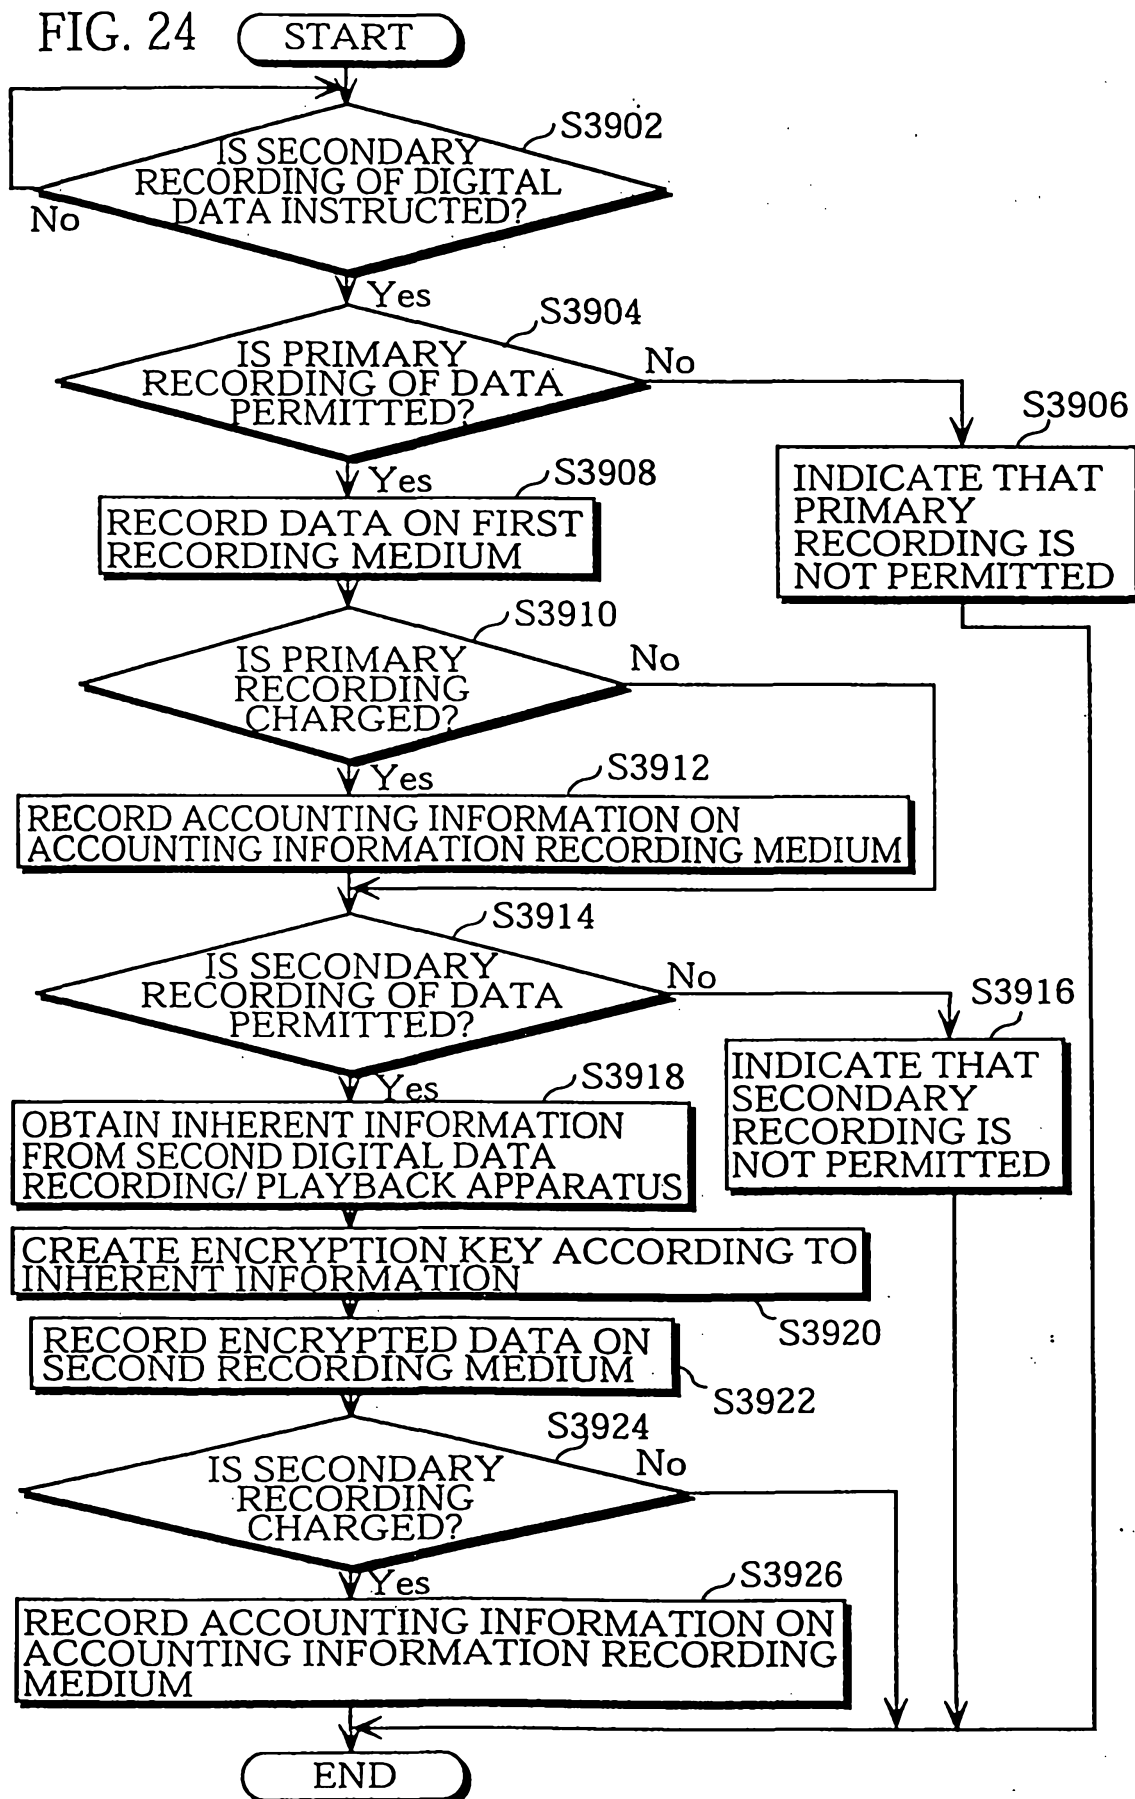 FIG. 24
START
S3902
IS SECONDARY
RECORDING OF DIGITAL
DATA INSTRUCTED?
No
Yes
S3904
IS PRIMARY
RECORDING OF DATA
PERMITTED?
No
S3906
INDICATE THAT
PRIMARY
RECORDING IS
NOT PERMITTED
Yes
S3908
RECORD DATA ON FIRST
RECORDING MEDIUM
S3910
IS PRIMARY
RECORDING
CHARGED?
No
Yes
S3912
RECORD ACCOUNTING INFORMATION ON
ACCOUNTING INFORMATION RECORDING MEDIUM
S3914
IS SECONDARY
RECORDING OF DATA
PERMITTED?
No
S3916
INDICATE THAT
SECONDARY
RECORDING IS
NOT PERMITTED
Yes
S3918
OBTAIN INHERENT INFORMATION
FROM SECOND DIGITAL DATA
RECORDING/ PLAYBACK APPARATUS
CREATE ENCRYPTION KEY ACCORDING TO
INHERENT INFORMATION
S3920
RECORD ENCRYPTED DATA ON
SECOND RECORDING MEDIUM
S3922
S3924
IS SECONDARY
RECORDING
CHARGED?
No
Yes
S3926
RECORD ACCOUNTING INFORMATION ON
ACCOUNTING INFORMATION RECORDING
MEDIUM
END